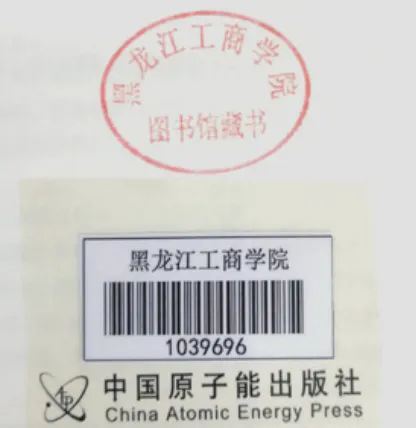 黑龙江工商学院
图书馆藏书
黑龙江工商学院
1039696
中国原子能出版社
China Atomic Energy Press